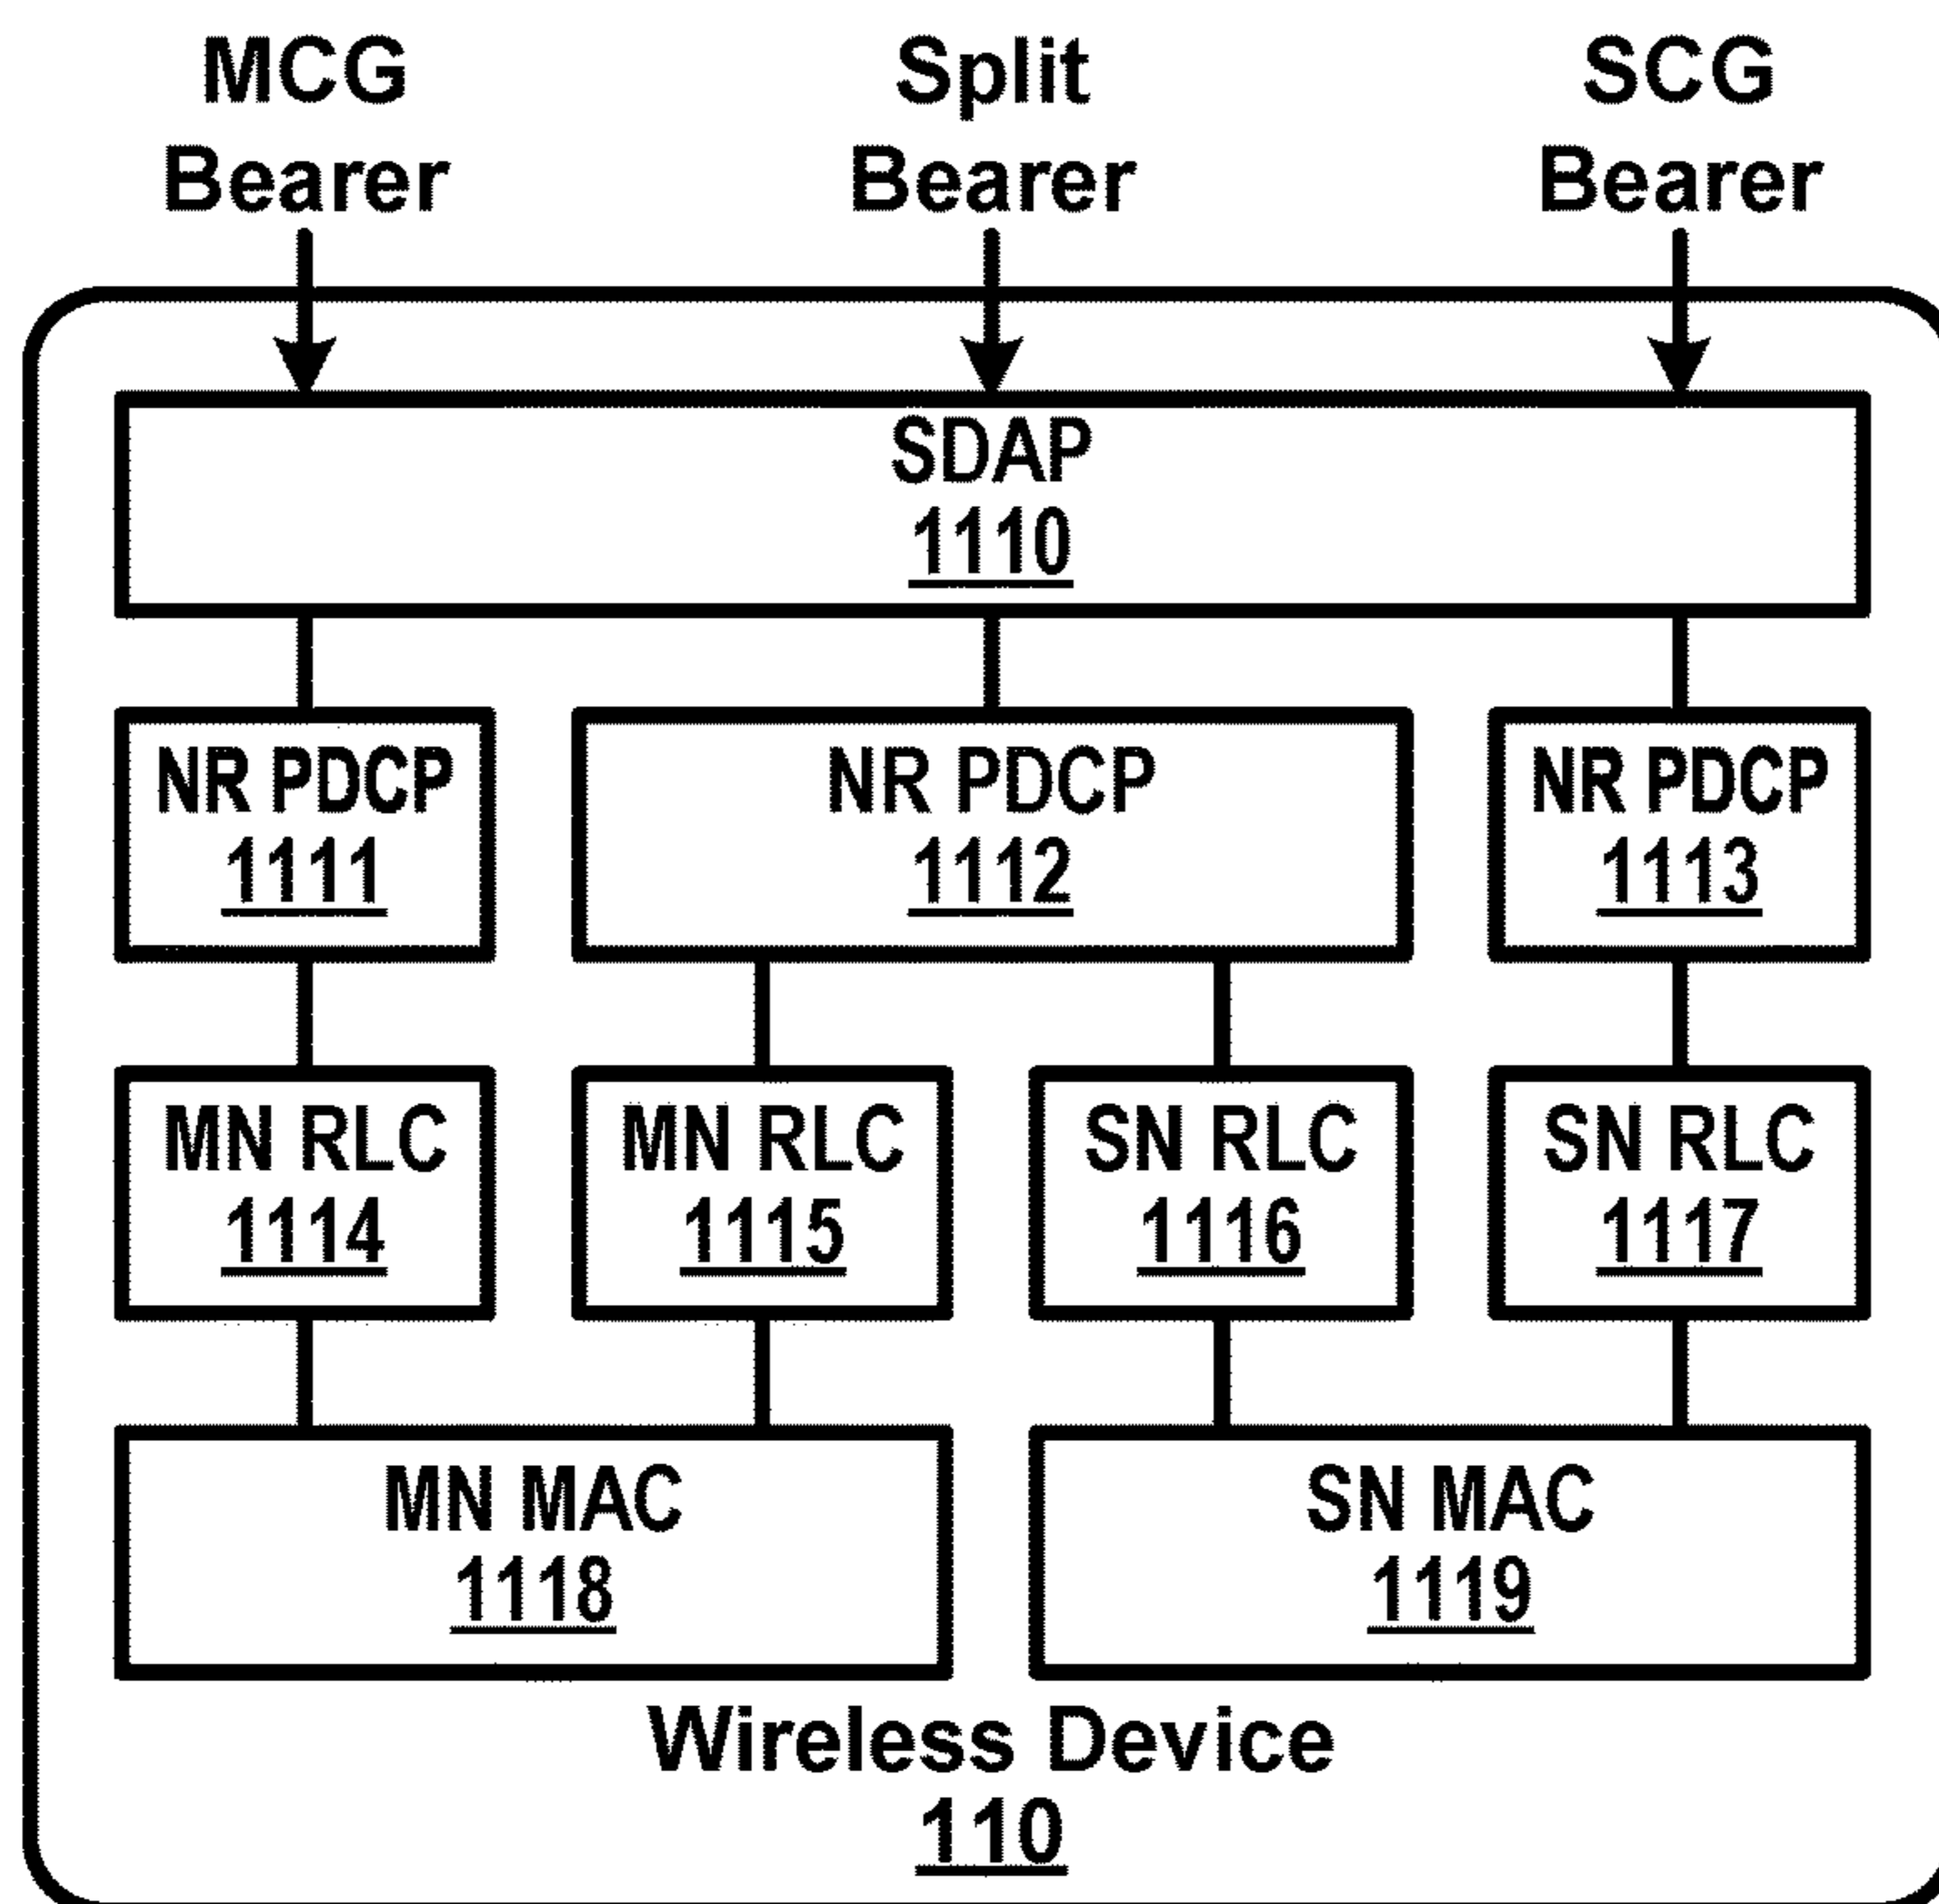 MCG Bearer
Split Bearer
SCG Bearer
SDAP
1110
NR PDCP
1111
NR PDCP
1112
NR PDCP
1113
MN RLC
1114
MN RLC
1115
SN RLC
1116
SN RLC
1117
MN MAC
1118
SN MAC
1119
Wireless Device
110